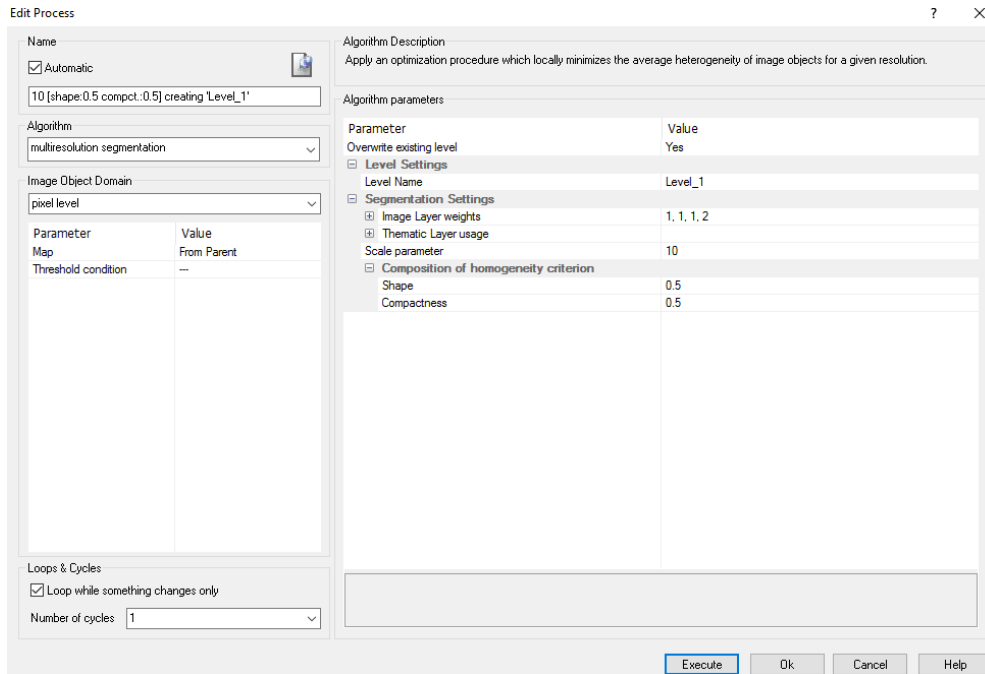 Edit Process
?
Name
Automatic
10 [shape:0.5 compct.:0.5] creating 'Level_1'
Algorithm
multiresolution segmentation
Image Object Domain
pixel level
Parameter Value
Map From Parent
Threshold condition ---
Loops & Cycles
Loop while something changes only
Number of cycles 1
Algorithm Description
Apply an optimization procedure which locally minimizes the average heterogeneity of image objects for a given resolution.
Algorithm parameters
Parameter Value
Overwrite existing level Yes
Level Settings
Level Name Level_1
Segmentation Settings
Image Layer weights 1, 1, 1, 2
Thematic Layer usage
Scale parameter 10
Composition of homogeneity criterion
Shape 0.5
Compactness 0.5
Execute Ok Cancel Help